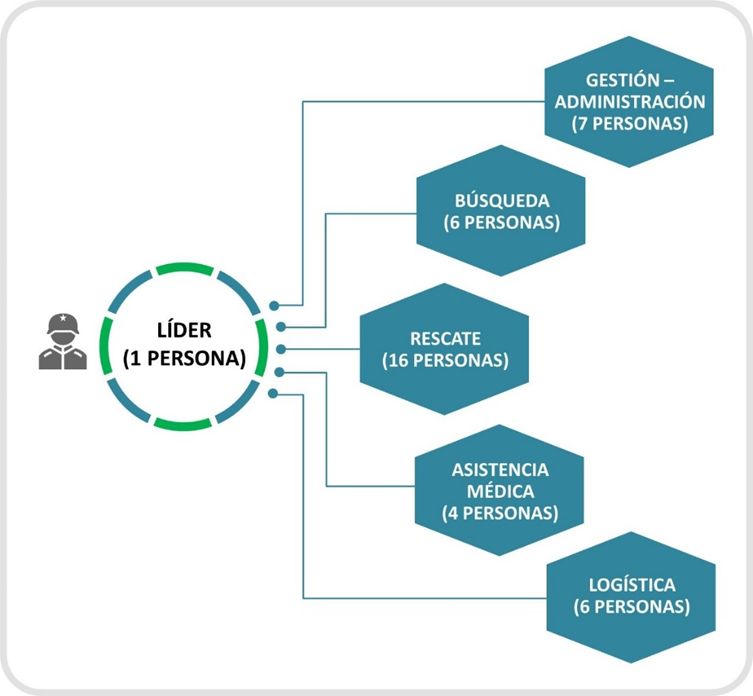 GESTIÓN –
ADMINISTRACIÓN
(7 PERSONAS)
BÚSQUEDA
(6 PERSONAS)
LÍDER
(1 PERSONA)
RESCATE
(16 PERSONAS)
ASISTENCIA
MÉDICA
(4 PERSONAS)
LOGÍSTICA
(6 PERSONAS)